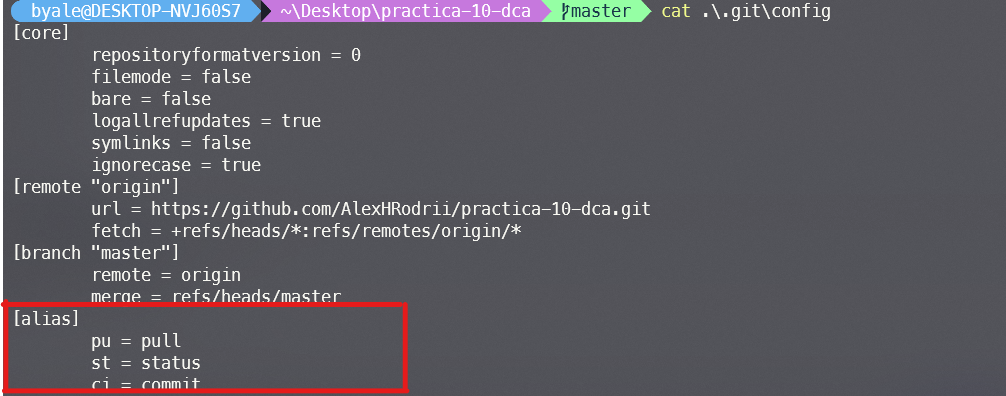 byale@DESKTOP-NVJ60S7 ~\Desktop\practica-10-dca master cat .\.git\config
[core]
repositoryformatversion = 0
filemode = false
bare = false
logallrefupdates = true
symlinks = false
ignorecase = true
[remote "origin"]
url = https://github.com/AlexHRodrii/practica-10-dca.git
fetch = +refs/heads/*:refs/remotes/origin/*
[branch "master"]
remote = origin
merge = refs/heads/master
[alias]
pu = pull
st = status
ci = commit